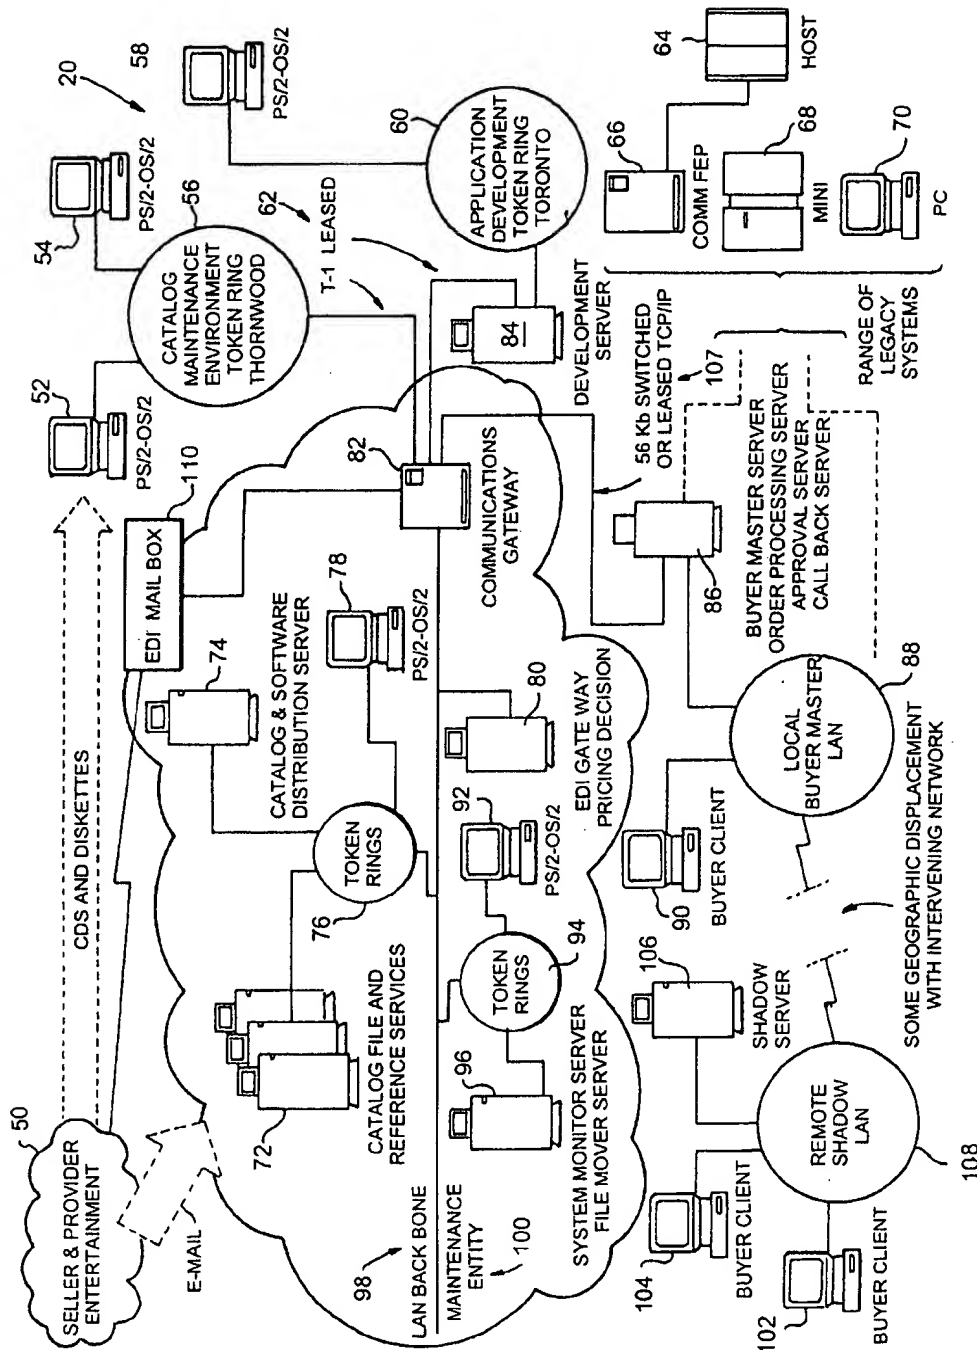 50
SELLER & PROVIDER
ENTERTAINMENT
CDS AND DISKETTES
E-MAIL
52
PS/2-OS/2
54
PS/2-OS/2
20
58
PS/2-OS/2
56
CATALOG
MAINTENANCE
ENVIRONMENT
TOKEN RING
THORNWOOD
62
T-1 LEASED
60
APPLICATION
DEVELOPMENT
TOKEN RING
TORONTO
64
HOST
66
COMM FEP
68
MINI
70
PC
RANGE OF
LEGACY
SYSTEMS
110
EDI MAIL BOX
74
CATALOG & SOFTWARE
DISTRIBUTION SERVER
78
PS/2-OS/2
82
COMMUNICATIONS
GATEWAY
84
DEVELOPMENT
SERVER
72
CATALOG FILE AND
REFERENCE SERVICES
76
TOKEN
RINGS
98
LAN BACK BONE
MAINTENANCE
ENTITY
100
96
SYSTEM MONITOR SERVER
FILE MOVER SERVER
TOKEN
RINGS
94
92
PS/2-OS/2
80
EDI GATE WAY
PRICING DECISION
56 Kb SWITCHED
OR LEASED TCP/IP
107
86
BUYER MASTER SERVER
ORDER PROCESSING SERVER
APPROVAL SERVER
CALL BACK SERVER
90
BUYER CLIENT
LOCAL
BUYER MASTER
LAN
88
106
SHADOW
SERVER
104
BUYER CLIENT
102
BUYER CLIENT
REMOTE
SHADOW
LAN
108
SOME GEOGRAPHIC DISPLACEMENT
WITH INTERVENING NETWORK